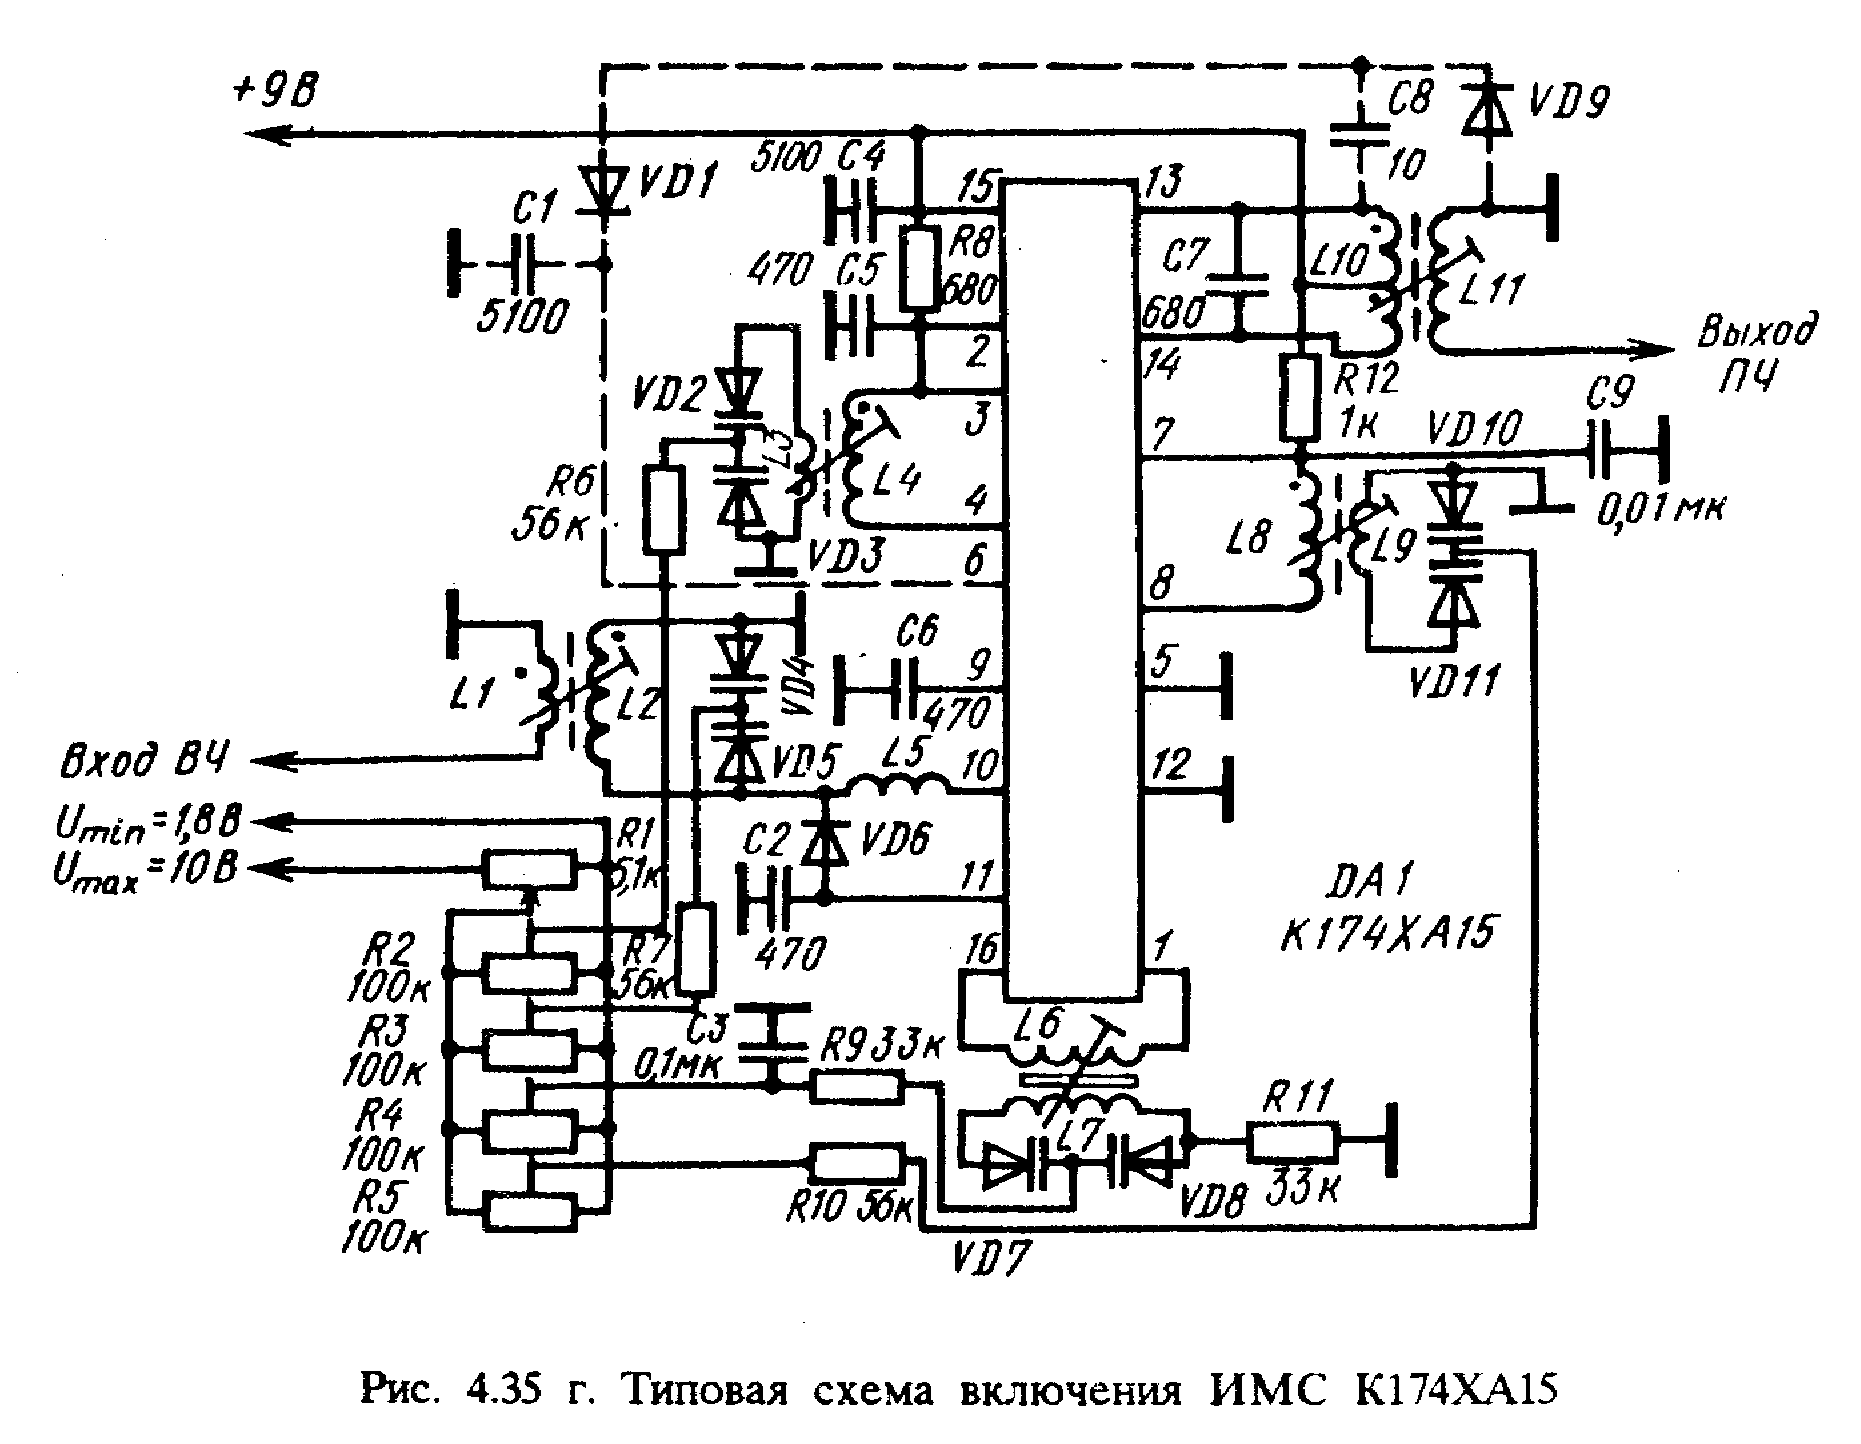 +9В
C8
10
VD9
VD1
C1
5100
5100 C4
15
13
R8
680
470 C5
2
C7
680
14
L10
L11
Выход
ПЧ
VD2
L3
L4
3
R12
1к
C9
VD10
7
R6
56к
VD3
4
6
L8
L9
0,01мк
8
C6
470
9
5
VD11
L1
L2
VD4
VD5
L5
10
12
Вход ВЧ
Umin=1,8В
Umax=10В
R1
5,1к
C2
470
VD6
11
DA1
К174ХА15
R2
100к
R7
56к
16
1
R3
100к
C3
0,1мк
R9 33к
L6
R4
100к
L7
R11
33к
R5
100к
R10 56к
VD8
VD7
Рис. 4.35 г. Типовая схема включения ИМС К174ХА15